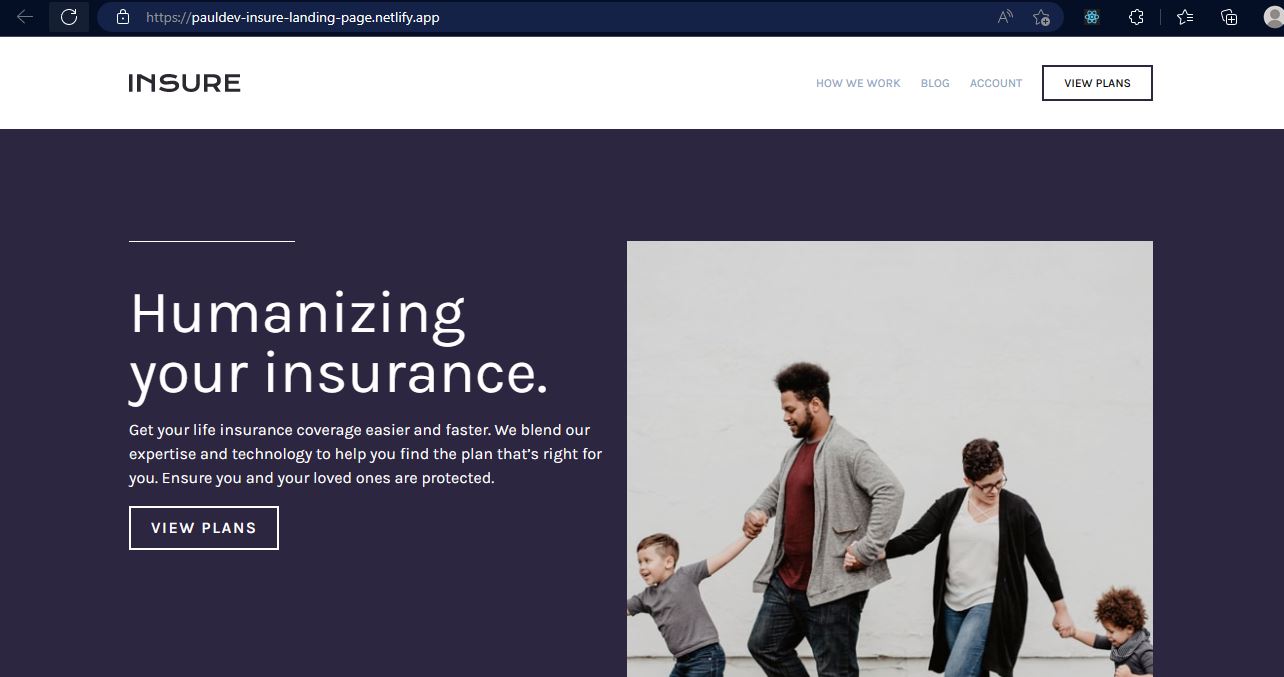 https://pauldev-insure-landing-page.netlify.app
INSURE
HOW WE WORK BLOG ACCOUNT VIEW PLANS
Humanizing
your insurance.
Get your life insurance coverage easier and faster. We blend our
expertise and technology to help you find the plan that’s right for
you. Ensure you and your loved ones are protected.
VIEW PLANS